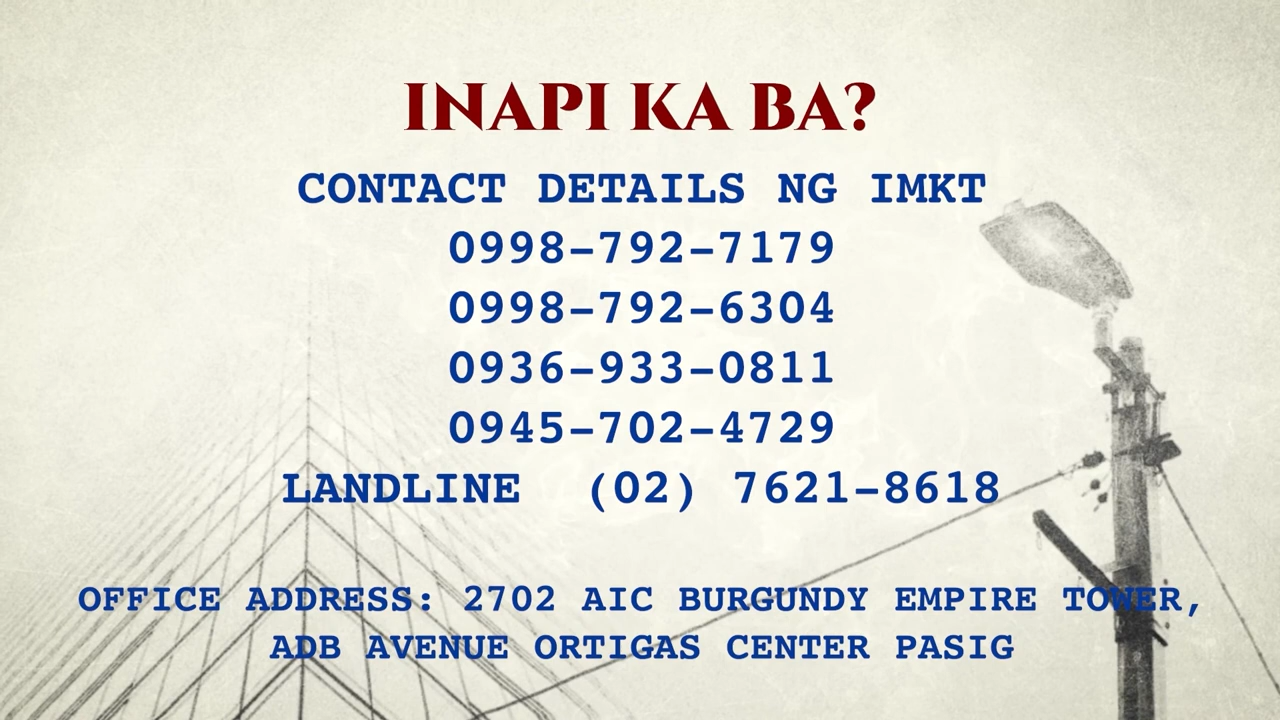 INAPI KA BA?
CONTACT DETAILS NG IMKT
0998-792-7179
0998-792-6304
0936-933-0811
0945-702-4729
LANDLINE (02) 7621-8618
OFFICE ADDRESS: 2702 AIC BURGUNDY EMPIRE TOWER,
ADB AVENUE ORTIGAS CENTER PASIG